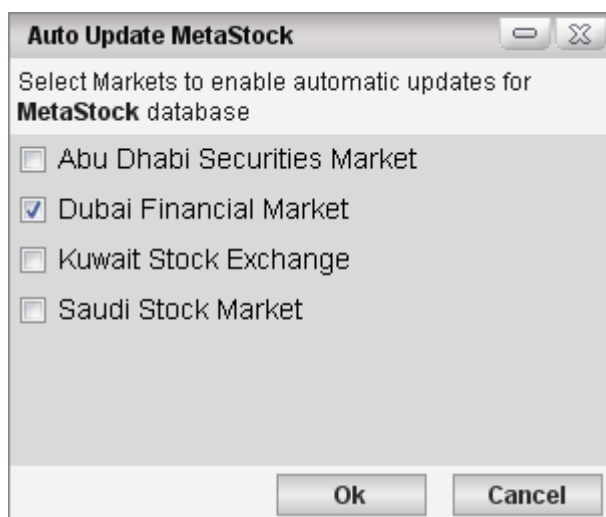 Auto Update MetaStock
Select Markets to enable automatic updates for
MetaStock database
Abu Dhabi Securities Market
Dubai Financial Market
Kuwait Stock Exchange
Saudi Stock Market
Ok Cancel